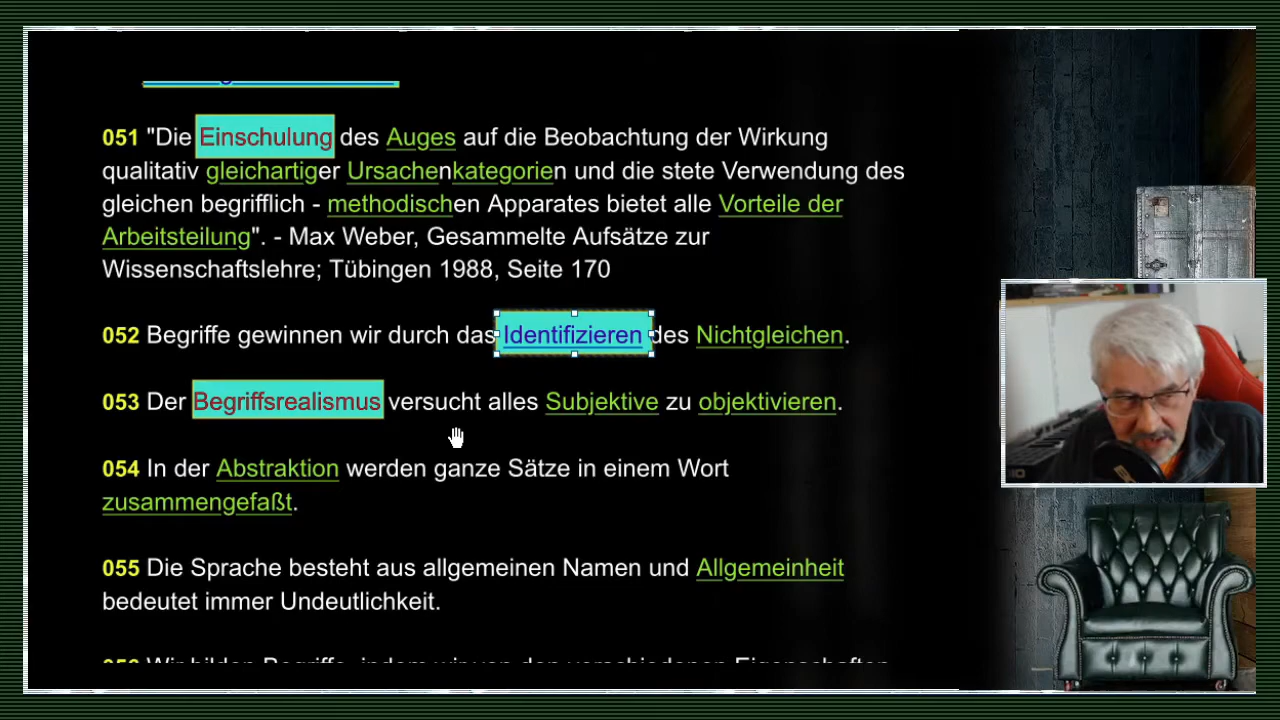 051 "Die Einschulung des Auges auf die Beobachtung der Wirkung
qualitativ gleichartiger Ursachenkategorien und die stete Verwendung des
gleichen begrifflich - methodischen Apparates bietet alle Vorteile der
Arbeitsteilung". - Max Weber, Gesammelte Aufsätze zur
Wissenschaftslehre; Tübingen 1988, Seite 170
052 Begriffe gewinnen wir durch das Identifizieren des Nichtgleichen.
053 Der Begriffsrealismus versucht alles Subjektive zu objektivieren.
054 In der Abstraktion werden ganze Sätze in einem Wort
zusammengefaßt.
055 Die Sprache besteht aus allgemeinen Namen und Allgemeinheit
bedeutet immer Undeutlichkeit.